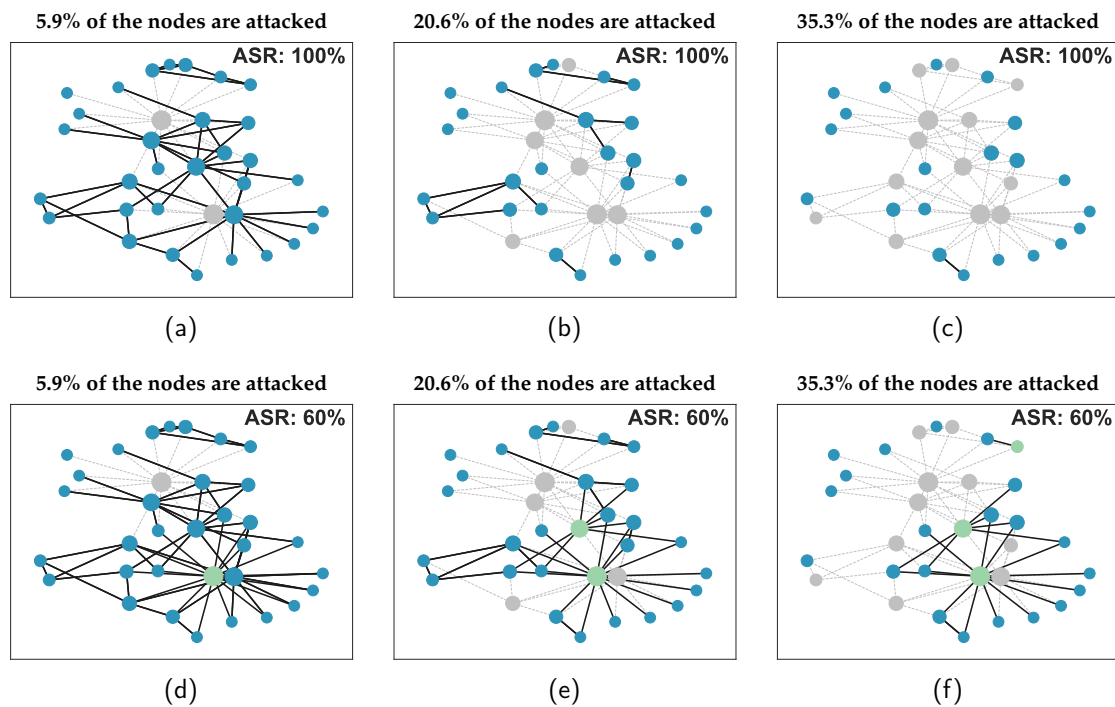 5.9% of the nodes are attacked
20.6% of the nodes are attacked
35.3% of the nodes are attacked
ASR: 100%
ASR: 100%
ASR: 100%
(a)
(b)
(c)
5.9% of the nodes are attacked
20.6% of the nodes are attacked
35.3% of the nodes are attacked
ASR: 60%
ASR: 60%
ASR: 60%
(d)
(e)
(f)